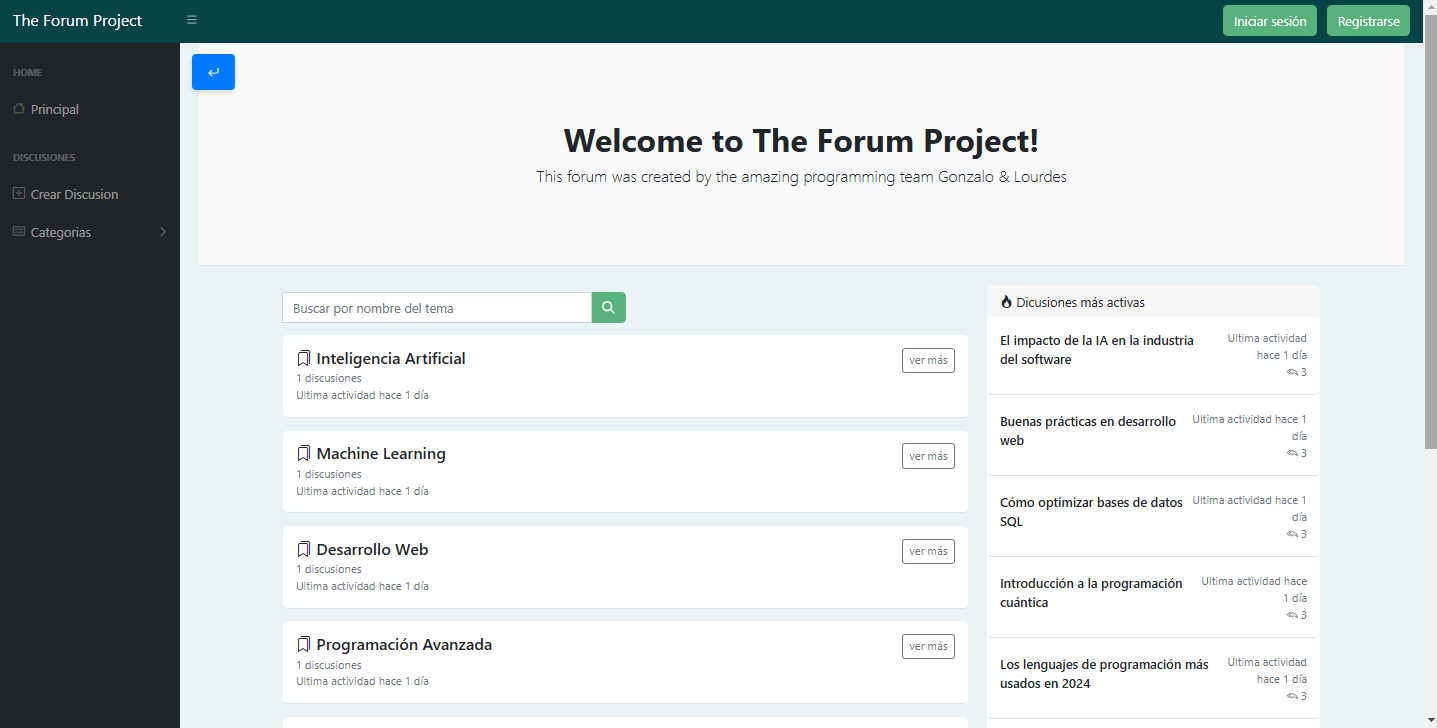 The Forum Project
Iniciar sesión
Registrarse
HOME
Principal
DISCUSIONES
Crear Discusion
Categorias
Welcome to The Forum Project!
This forum was created by the amazing programming team Gonzalo & Lourdes
Buscar por nombre del tema
Inteligencia Artificial
ver más
1 discusiones
Ultima actividad hace 1 día
Machine Learning
ver más
1 discusiones
Ultima actividad hace 1 día
Desarrollo Web
ver más
1 discusiones
Ultima actividad hace 1 día
Programación Avanzada
ver más
1 discusiones
Ultima actividad hace 1 día
Dicusiones más activas
El impacto de la IA en la industria
del software
Ultima actividad
hace 1 día
3
Buenas prácticas en desarrollo
web
Ultima actividad hace 1
día
3
Cómo optimizar bases de datos
SQL
Ultima actividad hace 1
día
3
Introducción a la programación
cuántica
Ultima actividad hace
1 día
3
Los lenguajes de programación más
usados en 2024
Ultima actividad
hace 1 día
3